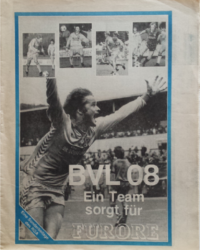 BVL 08
Ein Team
sorgt für
FURORE